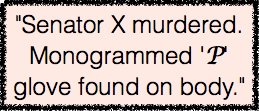 "Senator X murdered.
Monogrammed '𝒫'
glove found on body."